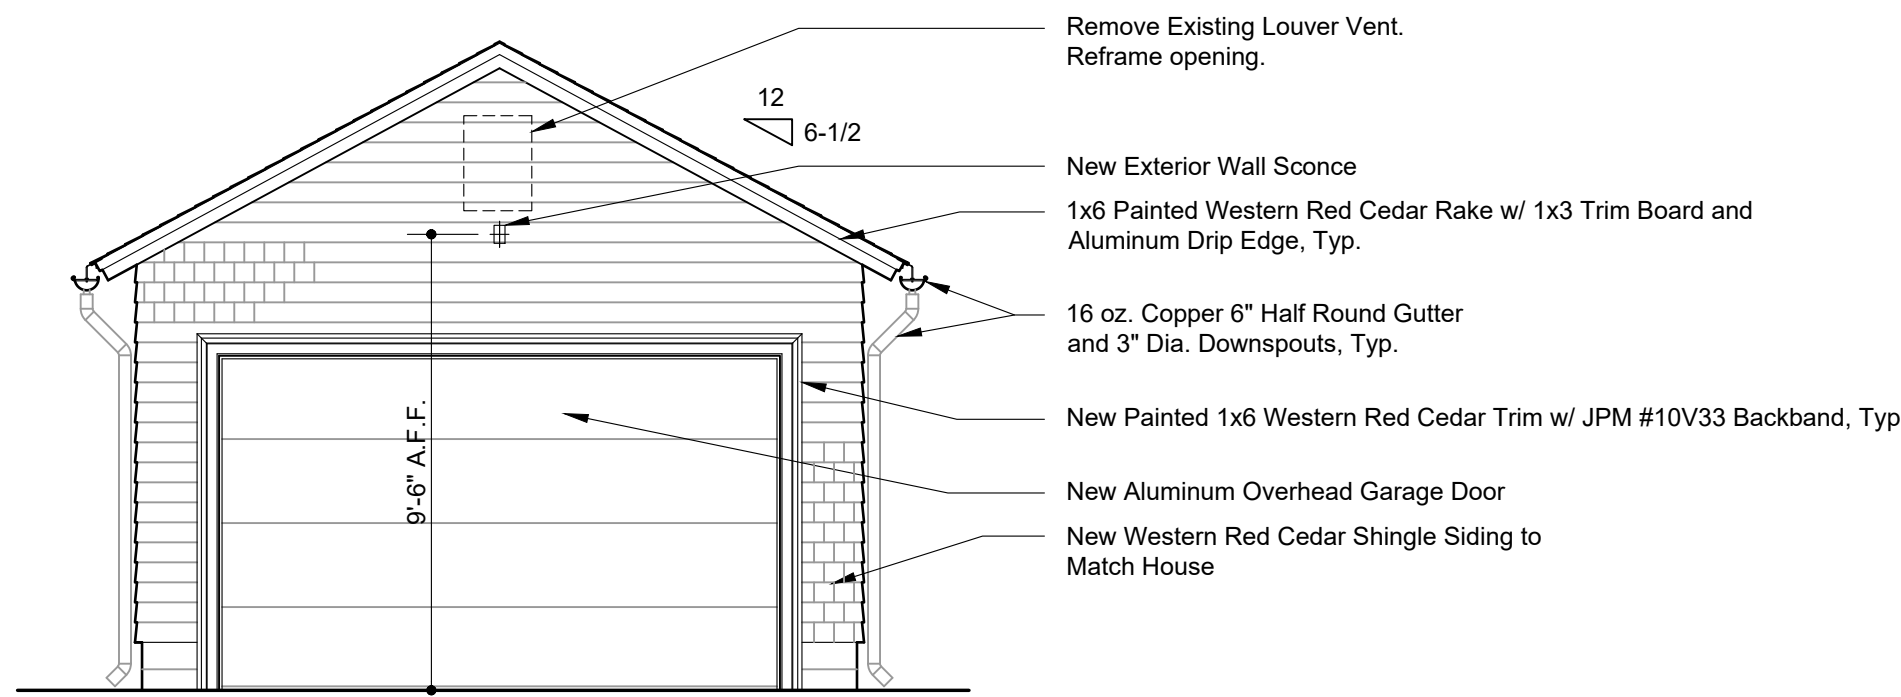 Remove Existing Louver Vent.
Reframe opening.
12
6-1/2
New Exterior Wall Sconce
1x6 Painted Western Red Cedar Rake w/ 1x3 Trim Board and
Aluminum Drip Edge, Typ.
16 oz. Copper 6" Half Round Gutter
and 3" Dia. Downspouts, Typ.
New Painted 1x6 Western Red Cedar Trim w/ JPM #10V33 Backband, Typ
9'-6" A.F.F.
New Aluminum Overhead Garage Door
New Western Red Cedar Shingle Siding to
Match House